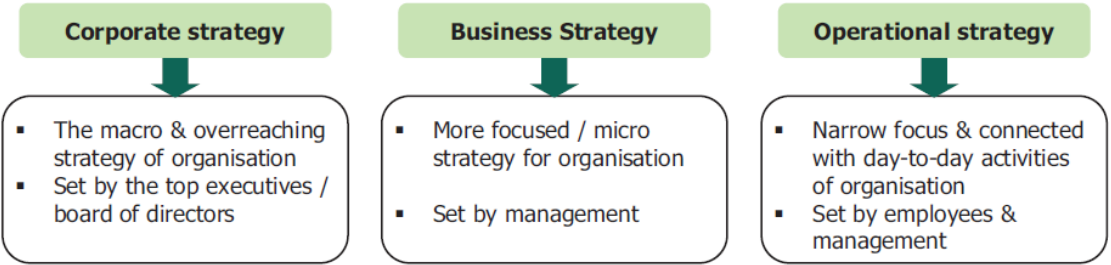 Corporate strategy
▪ The macro & overreaching
strategy of organisation
▪ Set by the top executives /
board of directors
Business Strategy
▪ More focused / micro
strategy for organisation
▪ Set by management
Operational strategy
▪ Narrow focus & connected
with day-to-day activities
of organisation
▪ Set by employees &
management